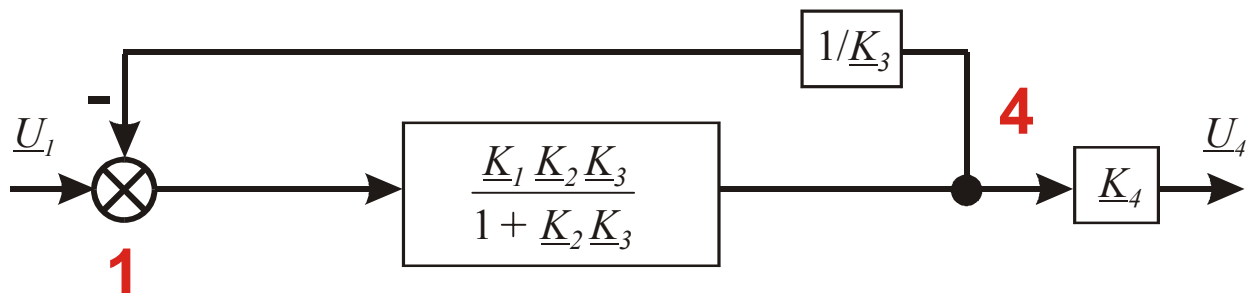 1/K₃
-
4
U₁
U₄
K₁ K₂ K₃
1 + K₂ K₃
K₄
1